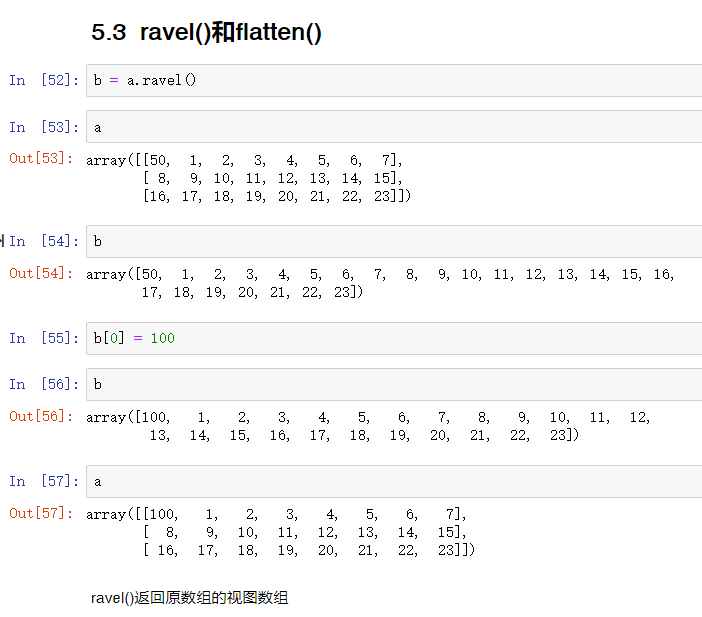 5.3 ravel()和flatten()
In [52]: b = a.ravel()
In [53]: a
Out[53]: array([[50, 1, 2, 3, 4, 5, 6, 7],
[ 8, 9, 10, 11, 12, 13, 14, 15],
[16, 17, 18, 19, 20, 21, 22, 23]])
In [54]: b
Out[54]: array([50, 1, 2, 3, 4, 5, 6, 7, 8, 9, 10, 11, 12, 13, 14, 15, 16,
17, 18, 19, 20, 21, 22, 23])
In [55]: b[0] = 100
In [56]: b
Out[56]: array([100, 1, 2, 3, 4, 5, 6, 7, 8, 9, 10, 11, 12,
13, 14, 15, 16, 17, 18, 19, 20, 21, 22, 23])
In [57]: a
Out[57]: array([[100, 1, 2, 3, 4, 5, 6, 7],
[ 8, 9, 10, 11, 12, 13, 14, 15],
[ 16, 17, 18, 19, 20, 21, 22, 23]])
ravel()返回原数组的视图数组